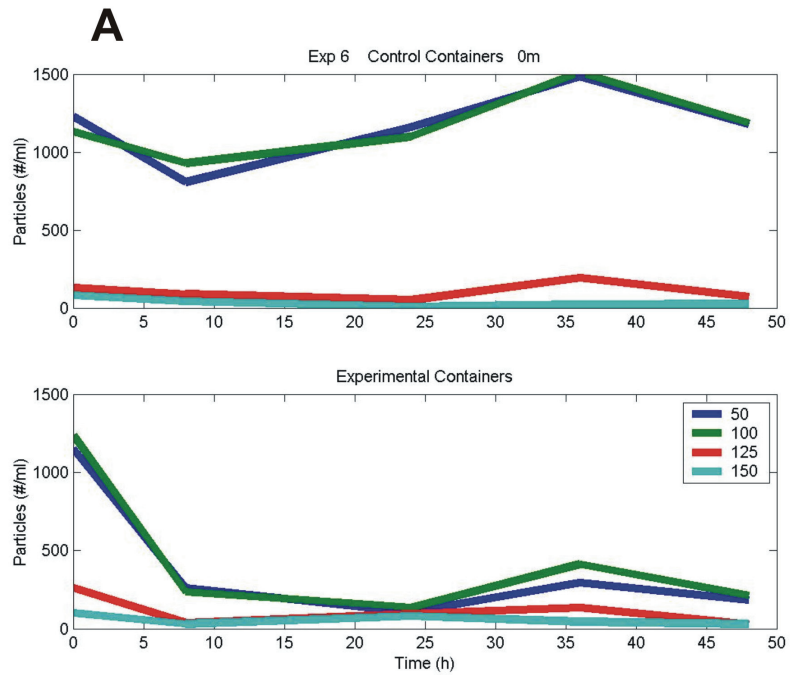 A
Exp 6 Control Containers 0m
1500
1000
500
0
Particles (#/ml)
0 5 10 15 20 25 30 35 40 45 50
Experimental Containers
1500
1000
500
0
Particles (#/ml)
50
100
125
150
0 5 10 15 20 25 30 35 40 45 50
Time (h)